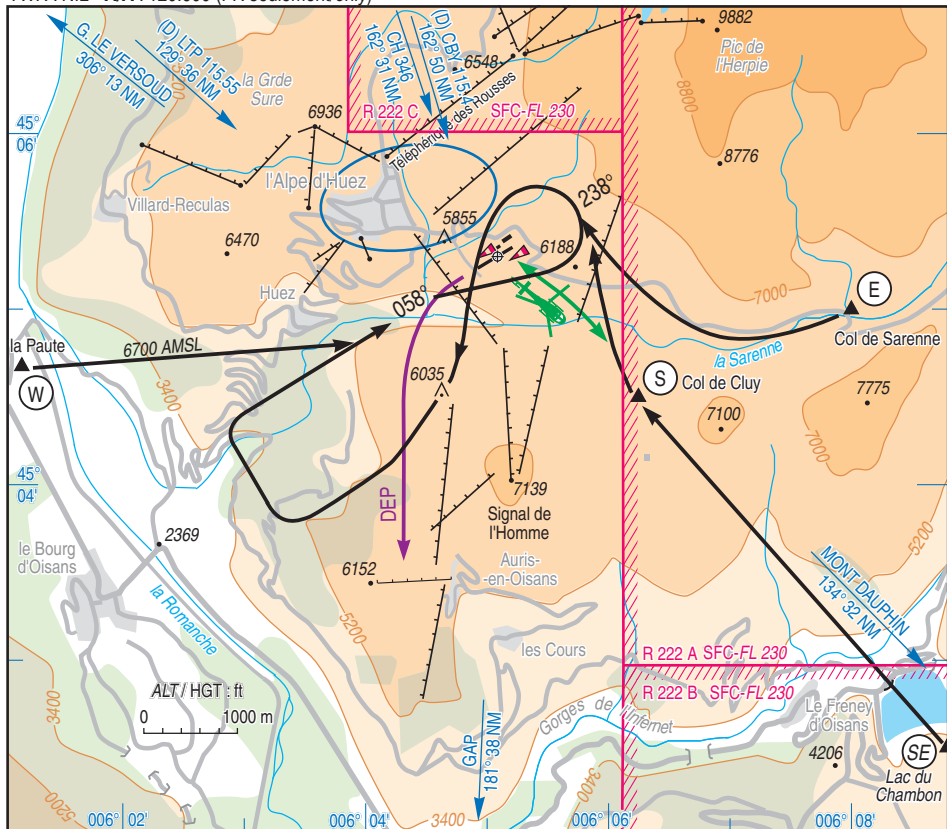 G. LE VERSOUD
306° 13 NM
(D) LTP 115.55
129° 36 NM
la Grde
Sure
6936
CH 346
162° 31 NM
(D) CBY 115.4
162° 50 NM
6548
9882
Pic de
l'Herpie
8800
R 222 C
SFC-FL 230
Téléphérique des Rousses
45°
06'
8776
l'Alpe d'Huez
Villard-Reculas
238°
5855
6470
6188
Huez
058°
7000
E
Col de Sarenne
la Sarenne
la Paute
6700 AMSL
W
6035
S
Col de Cluy
7775
3400
7100
7000
45°
04'
7139
Signal de
l'Homme
DEP
2369
5200
le Bourg
d'Oisans
6152
Auris-
-en-Oisans
MONT-DAUPHIN
134° 32 NM
la Romanche
5200
les Cours
R 222 A SFC-FL 230
R 222 B SFC-FL 230
ALT / HGT : ft
0 1000 m
3400
GAP
181° 38 NM
Gorges de l'Infernet
Le Freney
d'Oisans
4206
SE
Lac du
Chambon
5200
3400
3400
006° 02'
006° 04'
006° 06'
006° 08'